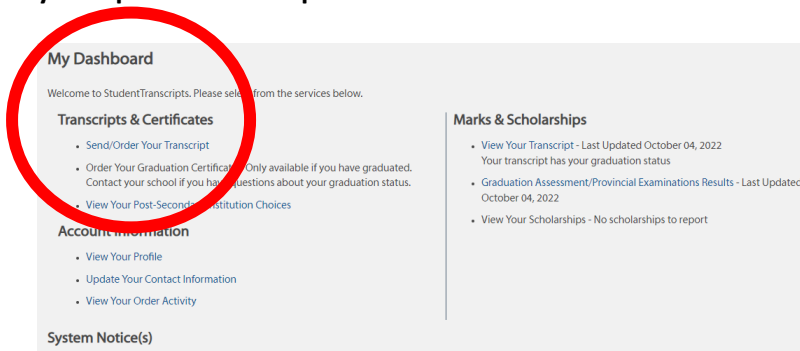 My Dashboard
Welcome to StudentTranscripts. Please select from the services below.
Transcripts & Certificates
• Send/Order Your Transcript
• Order Your Graduation Certificate Only available if you have graduated.
Contact your school if you have questions about your graduation status.
• View Your Post-Secondary Institution Choices
Account Information
• View Your Profile
• Update Your Contact Information
• View Your Order Activity
System Notice(s)
Marks & Scholarships
• View Your Transcript - Last Updated October 04, 2022
Your transcript has your graduation status
• Graduation Assessment/Provincial Examinations Results - Last Updated
October 04, 2022
• View Your Scholarships - No scholarships to report